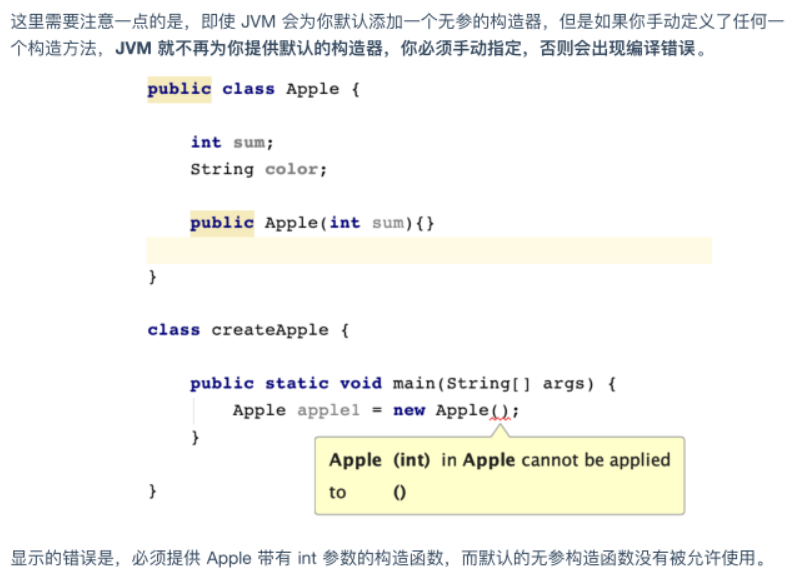 这里需要注意一点的是，即使 JVM 会为你默认添加一个无参的构造器，但是如果你手动定义了任何一
个构造方法，JVM 就不再为你提供默认的构造器，你必须手动指定，否则会出现编译错误。
public class Apple {
int sum;
String color;
public Apple(int sum){}
}
class createApple {
public static void main(String[] args) {
Apple apple1 = new Apple();
}
Apple (int) in Apple cannot be applied
to ()
}
显示的错误是，必须提供 Apple 带有 int 参数的构造函数，而默认的无参构造函数没有被允许使用。